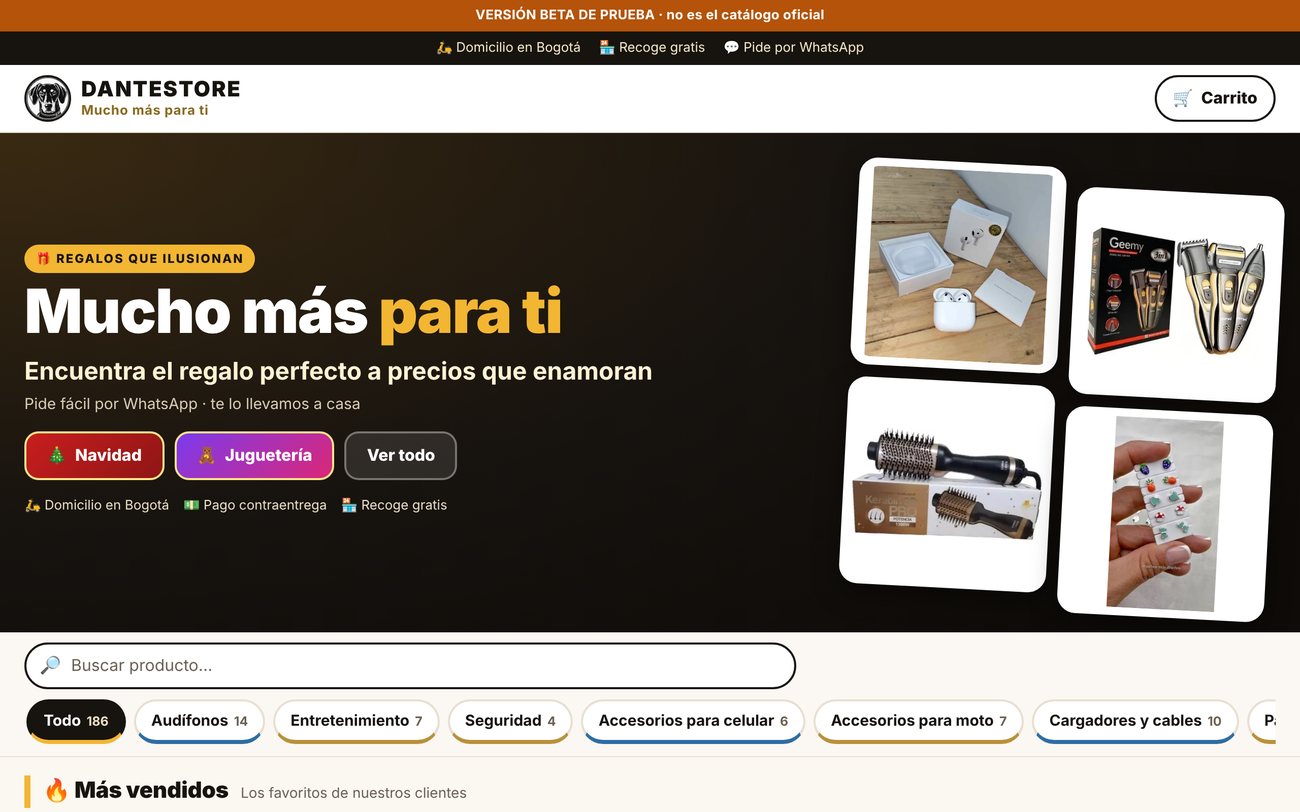 VERSIÓN BETA DE PRUEBA · no es el catálogo oficial
🛵 Domicilio en Bogotá 🏪 Recoge gratis 💬 Pide por WhatsApp
DANTESTORE
Mucho más para ti
🛒 Carrito
🎁 REGALOS QUE ILUSIONAN
Mucho más para ti
Encuentra el regalo perfecto a precios que enamoran
Pide fácil por WhatsApp · te lo llevamos a casa
🎄 Navidad
🧸 Juguetería
Ver todo
🛵 Domicilio en Bogotá 💵 Pago contraentrega 🏪 Recoge gratis
Geemy
3in1
PRO
POTENCIA
1200W
🔎 Buscar producto...
Todo 186
Audífonos 14
Entretenimiento 7
Seguridad 4
Accesorios para celular 6
Accesorios para moto 7
Cargadores y cables 10
🔥 Más vendidos Los favoritos de nuestros clientes